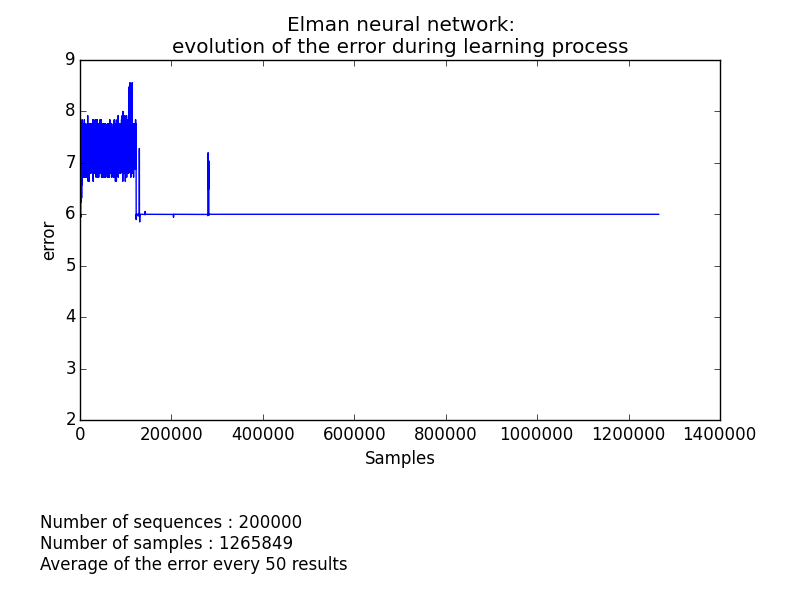 Elman neural network:
evolution of the error during learning process
9
8
7
6
5
4
3
2
error
0 200000 400000 600000 800000 1000000 1200000 1400000
Samples
Number of sequences : 200000
Number of samples : 1265849
Average of the error every 50 results